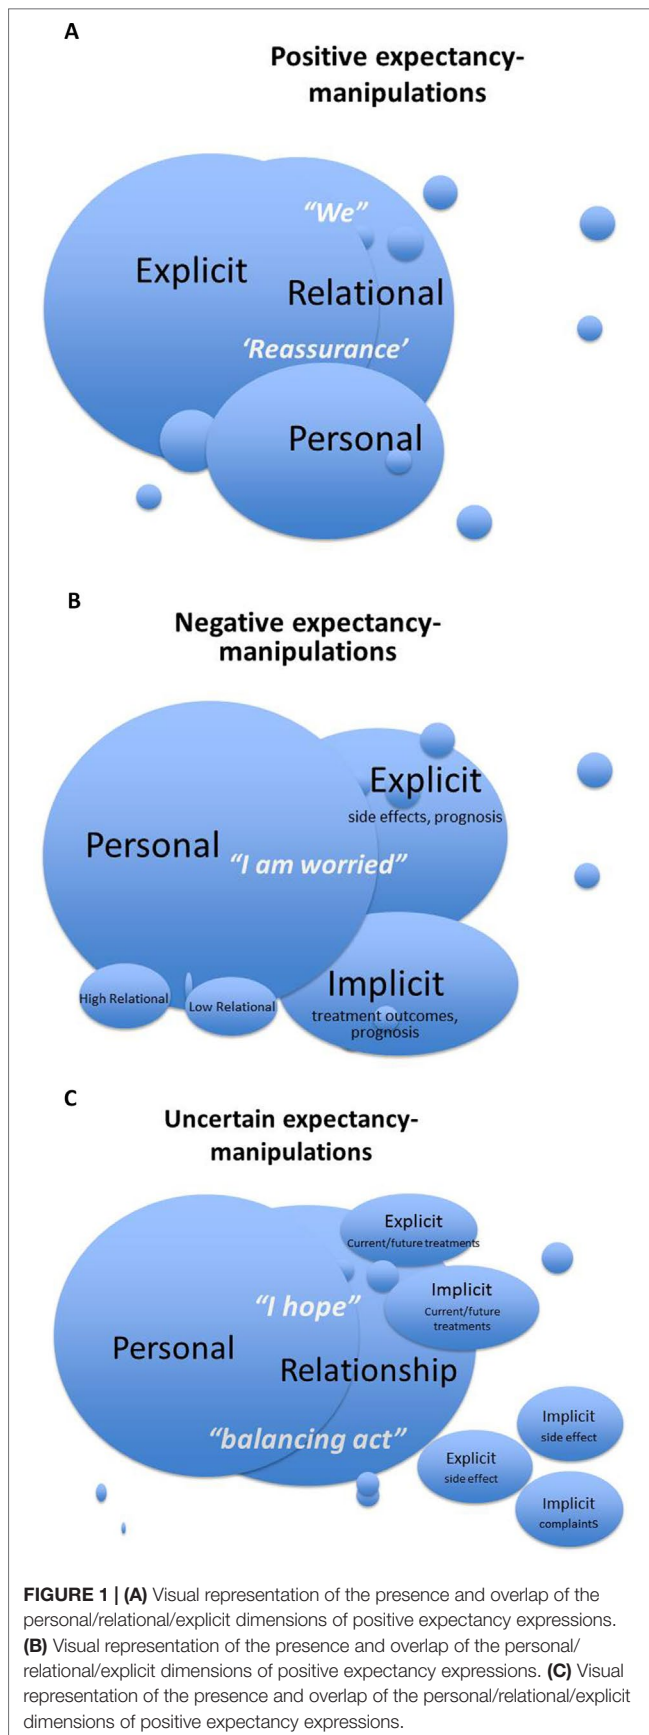 A
Positive expectancy-
manipulations
“We”
Explicit
Relational
‘Reassurance’
Personal
B
Negative expectancy-
manipulations
Explicit
side effects, prognosis
Personal
“I am worried”
Implicit
High Relational
Low Relational
treatment outcomes,
prognosis
C
Uncertain expectancy-
manipulations
Explicit
Current/future treatments
Implicit
“I hope”
Current/future
treatments
Personal
Relationship
Implicit
side effect
“balancing act”
Explicit
side effect
Implicit
complaintS
FIGURE 1 | (A) Visual representation of the presence and overlap of the
personal/relational/explicit dimensions of positive expectancy expressions.
(B) Visual representation of the presence and overlap of the personal/
relational/explicit dimensions of positive expectancy expressions. (C) Visual
representation of the presence and overlap of the personal/relational/explicit
dimensions of positive expectancy expressions.